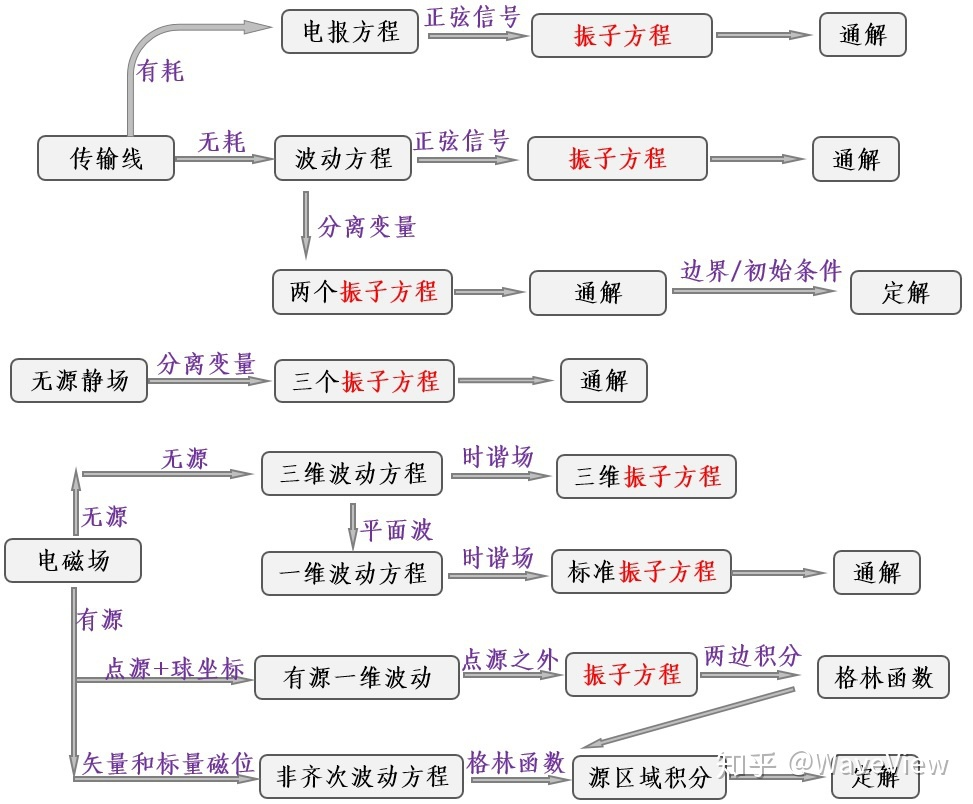 电报方程
正弦信号
振子方程
通解
有耗
传输线
无耗
波动方程
正弦信号
振子方程
通解
分离变量
两个振子方程
通解
边界/初始条件
定解
无源静场
分离变量
三个振子方程
通解
无源
三维波动方程
时谐场
三维振子方程
无源
平面波
电磁场
一维波动方程
时谐场
标准振子方程
通解
有源
点源+球坐标
有源一维波动
点源之外
振子方程
两边积分
格林函数
矢量和标量磁位
非齐次波动方程
格林函数
源区域积分
定解
知乎 @WaveView